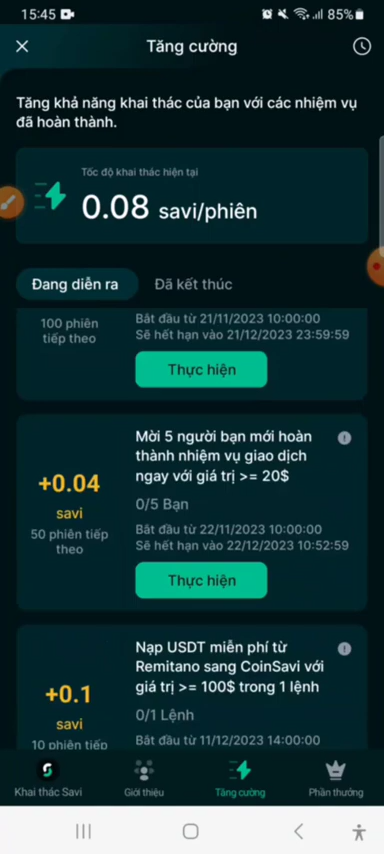 15:45
85%
Tăng cường
Tăng khả năng khai thác của bạn với các nhiệm vụ
đã hoàn thành.
Tốc độ khai thác hiện tại
0.08 savi/phiên
Đang diễn ra
Đã kết thúc
100 phiên
tiếp theo
Bắt đầu từ 21/11/2023 10:00:00
Sẽ hết hạn vào 21/12/2023 23:59:59
Thực hiện
+0.04
savi
50 phiên tiếp
theo
Mời 5 người bạn mới hoàn
thành nhiệm vụ giao dịch
ngay với giá trị >= 20$
0/5 Bạn
Bắt đầu từ 22/11/2023 10:00:00
Sẽ hết hạn vào 22/12/2023 10:52:59
Thực hiện
+0.1
savi
10 phiên tiếp
Nạp USDT miễn phí từ
Remitano sang CoinSavi với
giá trị >= 100$ trong 1 lệnh
0/1 Lệnh
Bắt đầu từ 11/12/2023 14:00:00
Khai thác Savi
Giới thiệu
Tăng cường
Phần thưởng